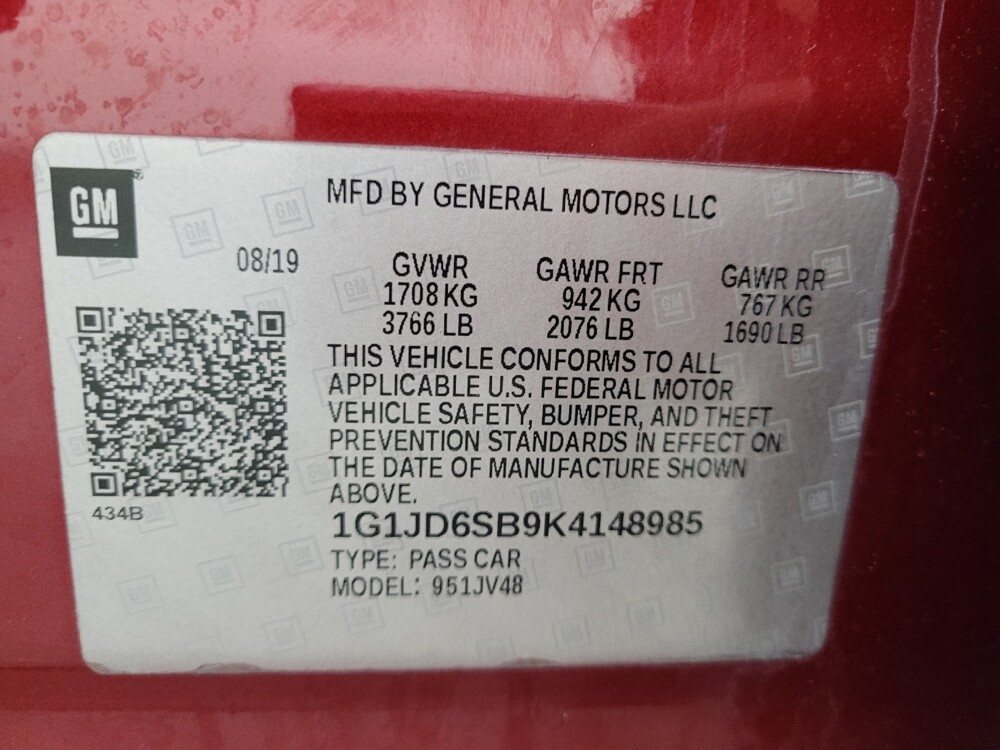 GM
MFD BY GENERAL MOTORS LLC
08/19
GVWR GAWR FRT GAWR RR
1708 KG 942 KG 767 KG
3766 LB 2076 LB 1690 LB
THIS VEHICLE CONFORMS TO ALL
APPLICABLE U.S. FEDERAL MOTOR
VEHICLE SAFETY, BUMPER, AND THEFT
PREVENTION STANDARDS IN EFFECT ON
THE DATE OF MANUFACTURE SHOWN
ABOVE.
434B
1G1JD6SB9K4148985
TYPE: PASS CAR
MODEL: 951JV48